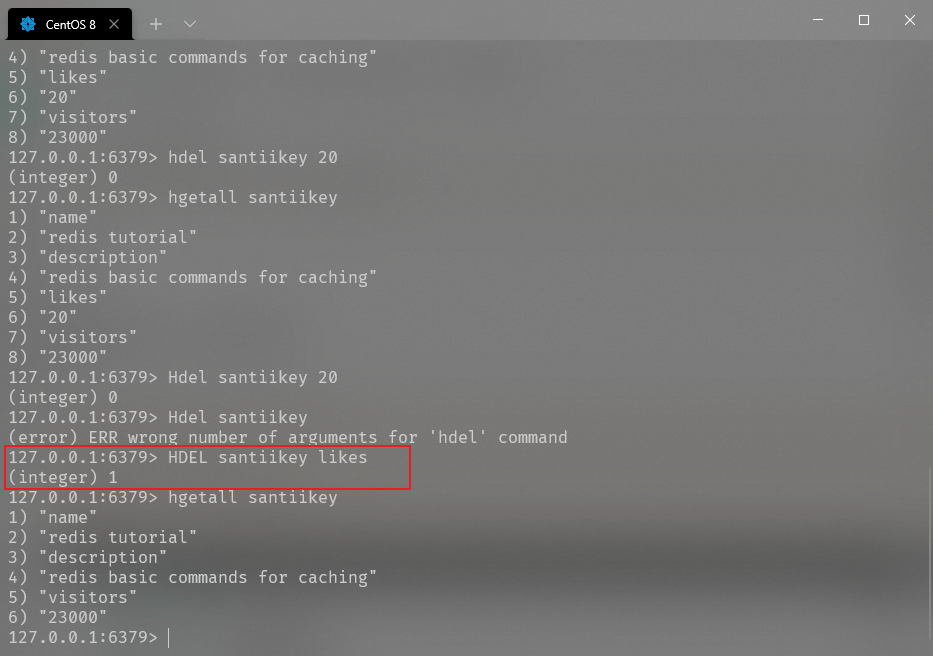 CentOS 8
4) "redis basic commands for caching"
5) "likes"
6) "20"
7) "visitors"
8) "23000"
127.0.0.1:6379> hdel santiikey 20
(integer) 0
127.0.0.1:6379> hgetall santiikey
1) "name"
2) "redis tutorial"
3) "description"
4) "redis basic commands for caching"
5) "likes"
6) "20"
7) "visitors"
8) "23000"
127.0.0.1:6379> Hdel santiikey 20
(integer) 0
127.0.0.1:6379> Hdel santiikey
(error) ERR wrong number of arguments for 'hdel' command
127.0.0.1:6379> HDEL santiikey likes
(integer) 1
127.0.0.1:6379> hgetall santiikey
1) "name"
2) "redis tutorial"
3) "description"
4) "redis basic commands for caching"
5) "visitors"
6) "23000"
127.0.0.1:6379>